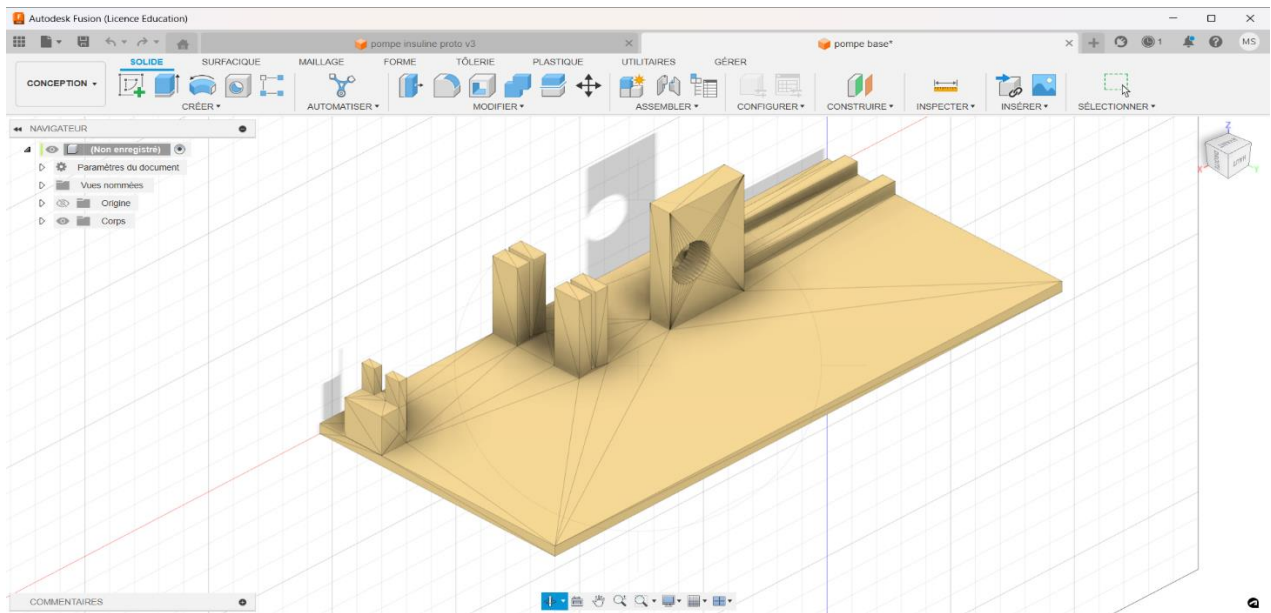 Autodesk Fusion (Licence Education)
pompe insuline proto v3
pompe base*
1
MS
CONCEPTION
SOLIDE SURFACIQUE MAILLAGE FORME TÔLERIE PLASTIQUE UTILITAIRES GÉRER
CRÉER AUTOMATISER MODIFIER ASSEMBLER CONFIGURER CONSTRUIRE INSPECTER INSÉRER SÉLECTIONNER
NAVIGATEUR
(Non enregistré)
Paramètres du document
Vues nommées
Origine
Corps
Z
X
Y
HAUT
COMMENTAIRES